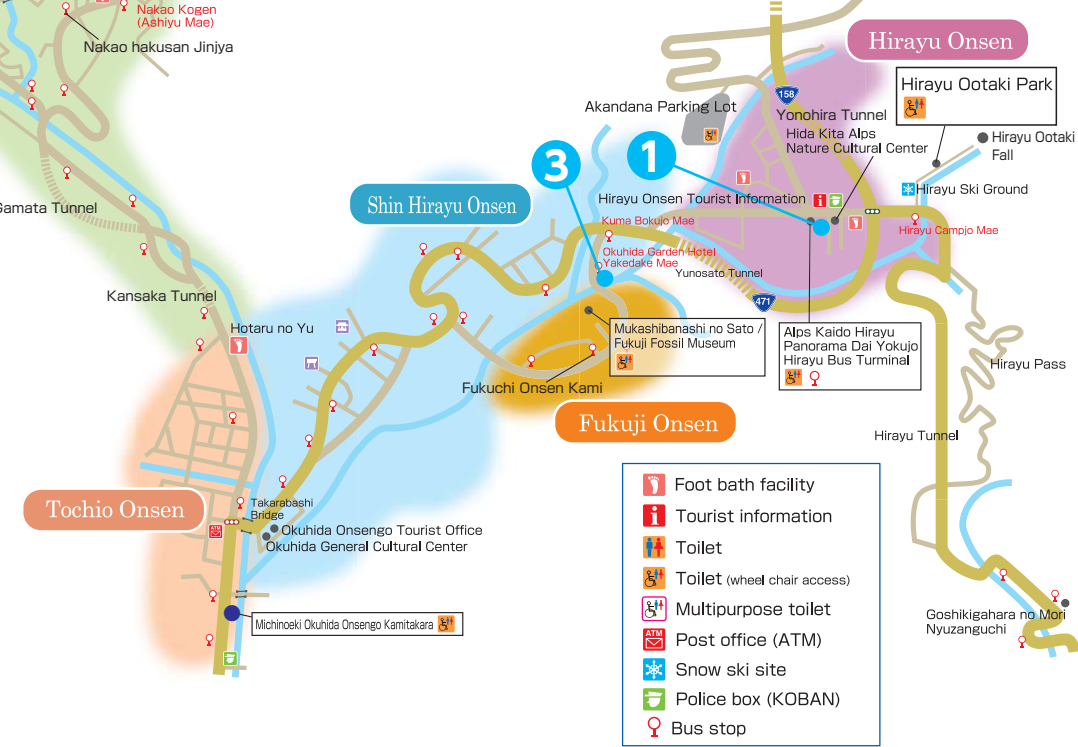 Nakao Kogen
(Ashiyu Mae)
Nakao hakusan Jinjya
Hirayu Onsen
Hirayu Ootaki Park
158
Akandana Parking Lot
Yonohira Tunnel
Hida Kita Alps
Nature Cultural Center
Hirayu Ootaki
Fall
3
1
Shin Hirayu Onsen
Hirayu Onsen Tourist Information
Hirayu Ski Ground
Gamata Tunnel
Kuma Bokujo Mae
Hirayu Campjo Mae
Okuhida Garden Hotel
Yakedake Mae
Yunosato Tunnel
Kansaka Tunnel
471
Hotaru no Yu
Mukashibanashi no Sato /
Fukuji Fossil Museum
Alps Kaido Hirayu
Panorama Dai Yokujo
Hirayu Bus Turminal
Hirayu Pass
Fukuchi Onsen Kami
Fukuji Onsen
Hirayu Tunnel
Tochio Onsen
Takarabashi
Bridge
ATM
Okuhida Onsengo Tourist Office
Okuhida General Cultural Center
Michinoeki Okuhida Onsengo Kamitakara
Goshikigahara no Mori
Nyuzanguchi
Foot bath facility
Tourist information
Toilet
Toilet (wheel chair access)
Multipurpose toilet
ATM Post office (ATM)
Snow ski site
Police box (KOBAN)
Bus stop